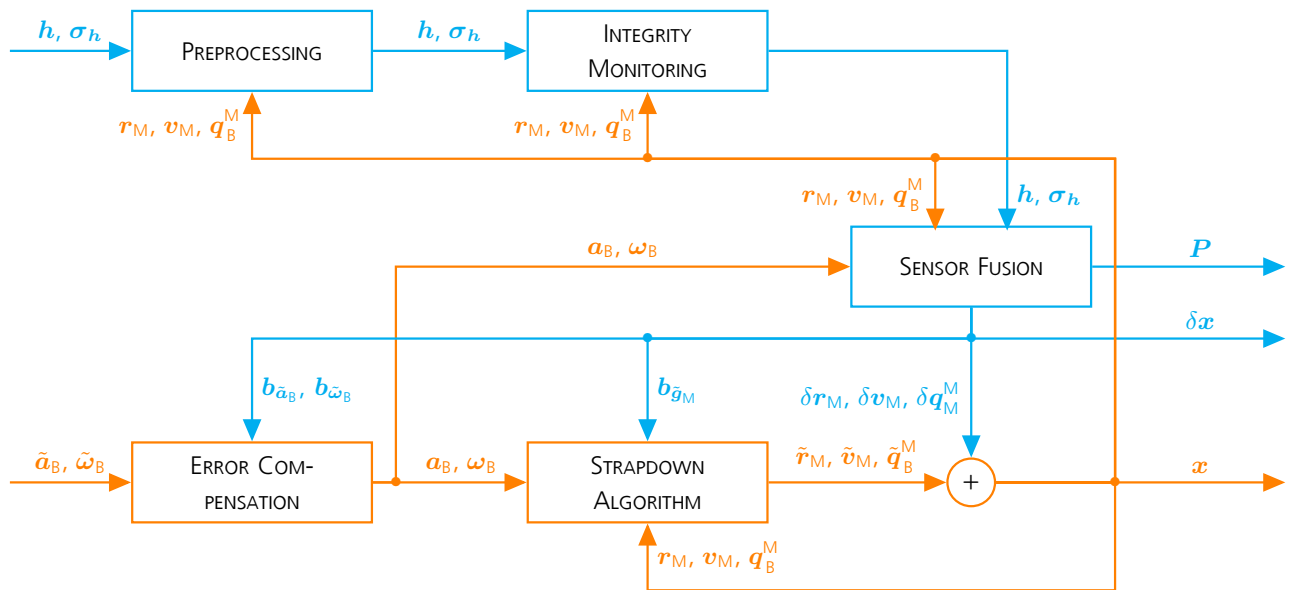 h, σ_h
PREPROCESSING
h, σ_h
INTEGRITY
MONITORING
r_M, v_M, q_B^M
r_M, v_M, q_B^M
r_M, v_M, q_B^M
h, σ_h
a_B, ω_B
SENSOR FUSION
P
δx
b_ã_B, b_ω̃_B
b_g̃_M
δr_M, δv_M, δq_M^M
ã_B, ω̃_B
ERROR COM-
PENSATION
a_B, ω_B
STRAPDOWN
ALGORITHM
r̃_M, ṽ_M, q̃_B^M
+
x
r_M, v_M, q_B^M